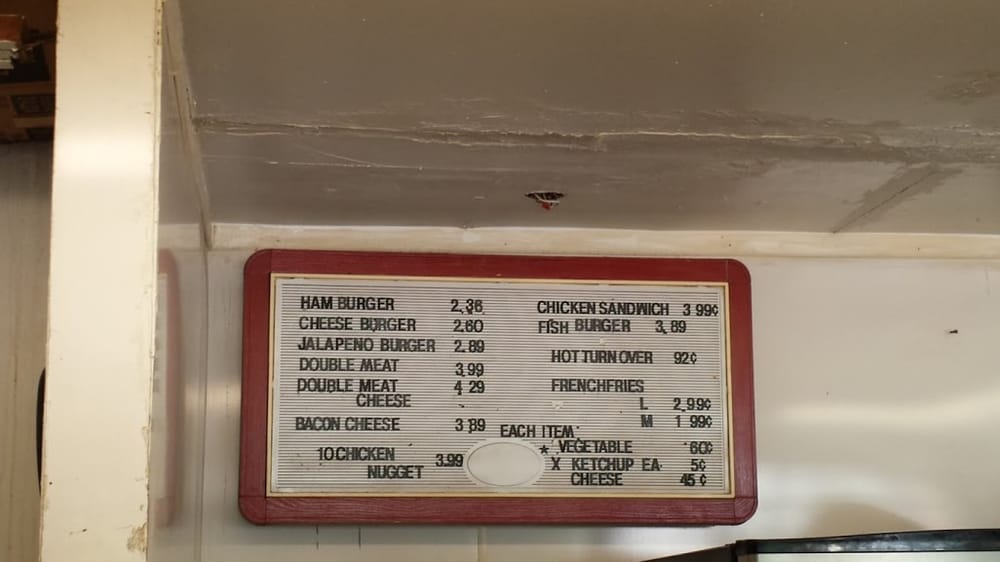 HAM BURGER 2.36
CHEESE BURGER 2.60
JALAPENO BURGER 2.89
DOUBLE MEAT 3.99
DOUBLE MEAT 4 29
CHEESE
BACON CHEESE 3.89
10 CHICKEN 3.99
NUGGET
CHICKEN SANDWICH 3 99¢
FISH BURGER 3.89
HOT TURN OVER 92¢
FRENCHFRIES
L 2.99¢
M 1 99¢
EACH ITEM
* VEGETABLE 60¢
X KETCHUP EA 5¢
CHEESE 45¢